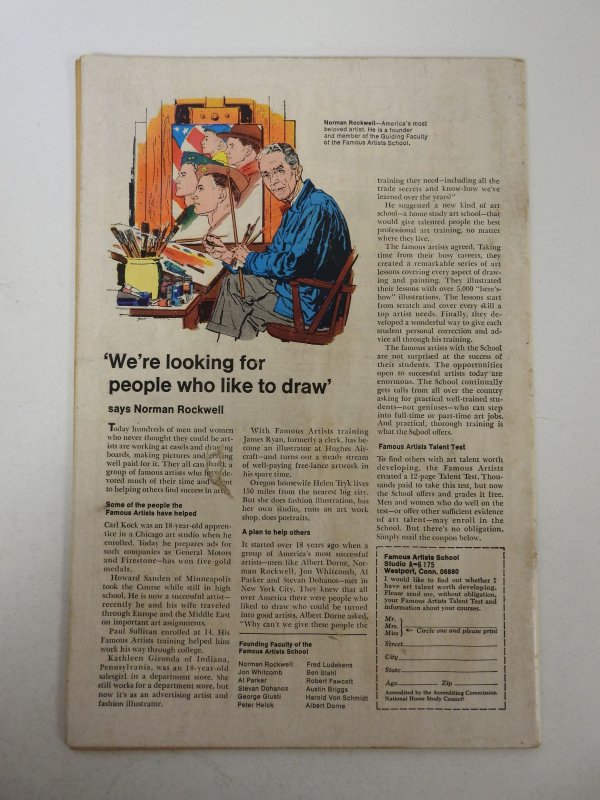 Norman Rockwell—America's most
beloved artist. He is a founder
and member of the Guiding Faculty
of the Famous Artists School.
'We're looking for
people who like to draw'
says Norman Rockwell
Today hundreds of men and women
who never thought they could be art-
ists are working at easels and drawing
boards, making pictures and getting
well paid for it. They all can thank a
group of famous artists who have de-
voted much of their time and talent
to helping others find success in art.
Some of the people the
Famous Artists have helped
Carl Kock was an 18-year-old appren-
tice in a Chicago art studio when he
enrolled. Today he prepares ads for
such companies as General Motors
and Firestone—has won five gold
medals.
Howard Sanden of Minneapolis
took the Course while still in high
school. He is now a successful artist—
recently he and his wife traveled
through Europe and the Middle East
on important art assignments.
Paul Sullivan enrolled at 14. His
Famous Artists training helped him
work his way through college.
Kathleen Gironda of Indiana,
Pennsylvania, was an 18-year-old
salesgirl in a department store. She
still works for a department store, but
now it's as an advertising artist and
fashion illustrator.
With Famous Artists training
James Ryan, formerly a clerk, has be-
come an illustrator at Hughes Air-
craft—and turns out a steady stream
of well-paying free-lance artwork in
his spare time.
Oregon housewife Helen Tryk lives
150 miles from the nearest big city.
But she does fashion illustration, has
her own studio, runs an art work
shop, does portraits,
A plan to help others
It started over 18 years ago when a
group of America's most successful
artists—men like Albert Dorne, Nor-
man Rockwell, Jon Whitcomb, Al
Parker and Stevan Dohanos—met in
New York City. They knew that all
over America there were people who
liked to draw who could be turned
into good artists. Albert Dorne asked,
"Why can't we give these people the
Founding Faculty of the
Famous Artists School
Norman Rockwell
Jon Whitcomb
Al Parker
Stevan Dohanos
George Giusti
Peter Helck
Fred Ludekens
Ben Stahl
Robert Fawcett
Austin Briggs
Harold Von Schmidt
Albert Dorne
training they need—including all the
trade secrets and know-how we've
learned over the years?"
He suggested a new kind of art
school—a home study art school—that
would give talented people the best
professional art training, no matter
where they live.
The famous artists agreed. Taking
time from their busy careers, they
created a remarkable series of art
lessons covering every aspect of draw-
ing and painting. They illustrated
their lessons with over 5,000 "here's-
how" illustrations. The lessons start
from scratch and cover every skill a
top artist needs. Finally, they de-
veloped a wonderful way to give each
student personal correction and ad-
vice all through his training.
The famous artists with the School
are not surprised at the success of
their students. The opportunities
open to successful artists today are
enormous. The School continually
gets calls from all over the country
asking for practical well-trained stu-
dents—not geniuses—who can step
into full-time or part-time art jobs.
And practical, thorough training is
what the School offers.
Famous Artists Talent Test
To find others with art talent worth
developing, the Famous Artists
created a 12-page Talent Test. Thou-
sands paid to take this test, but now
the School offers and grades it free.
Men and women who do well on the
test—or offer other sufficient evidence
of art talent—may enroll in the
School. But there's no obligation.
Simply mail the coupon below.
Famous Artists School
Studio A-6175
Westport, Conn. 06880
I would like to find out whether I
have art talent worth developing.
Please send me, without obligation,
your Famous Artists Talent Test and
information about your courses.
Mr.
Mrs.
Miss ← Circle one and please print
Street
City
State
Age Zip
Accredited by the Accrediting Commission
National Home Study Council